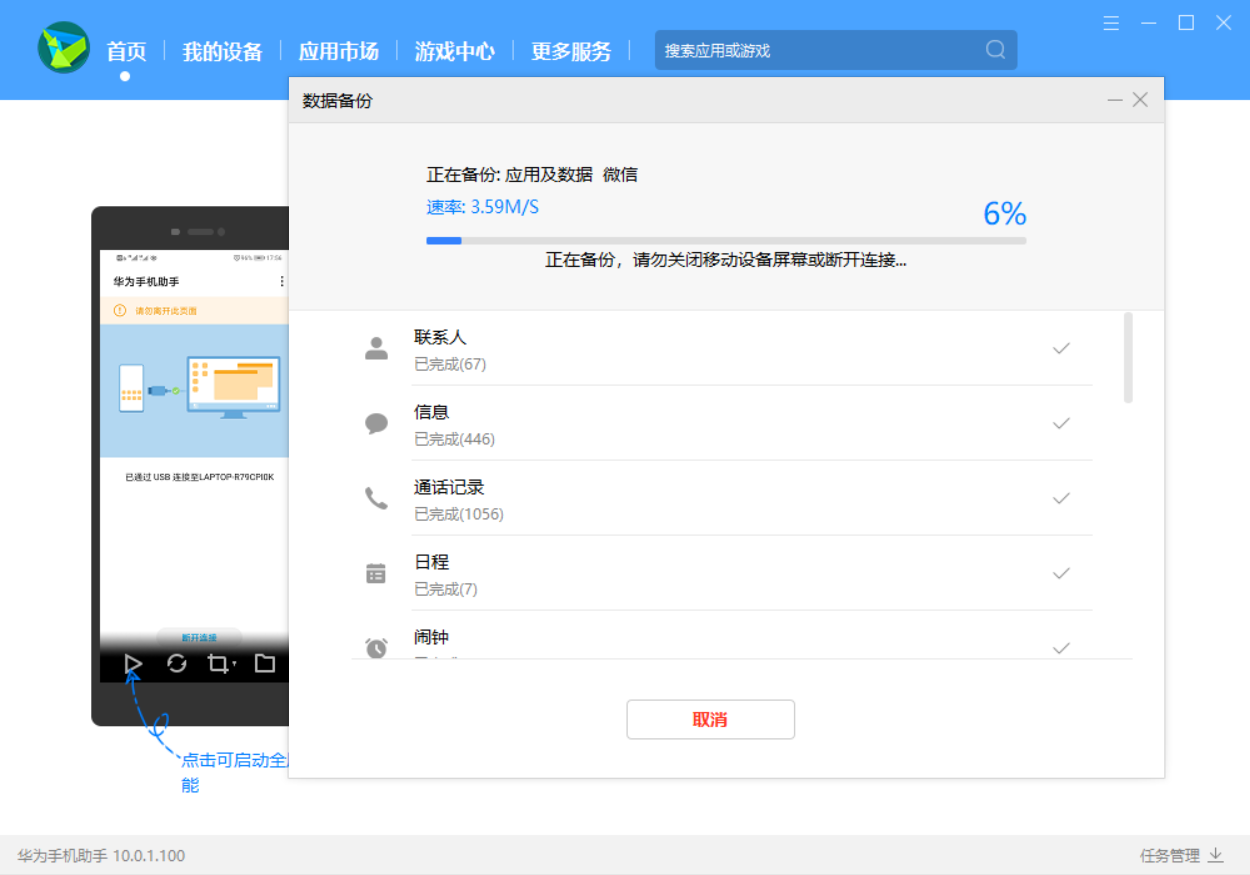 首页 我的设备 应用市场 游戏中心 更多服务 搜索应用或游戏
数据备份
正在备份: 应用及数据 微信
速率: 3.59M/S
6%
正在备份，请勿关闭移动设备屏幕或断开连接...
联系人
已完成(67)
信息
已完成(446)
通话记录
已完成(1056)
日程
已完成(7)
闹钟
取消
17:56
华为手机助手
请勿离开此页面
已通过 USB 连接至LAPTOP-R79CPI0K
断开连接
点击可启动全
能
华为手机助手 10.0.1.100
任务管理